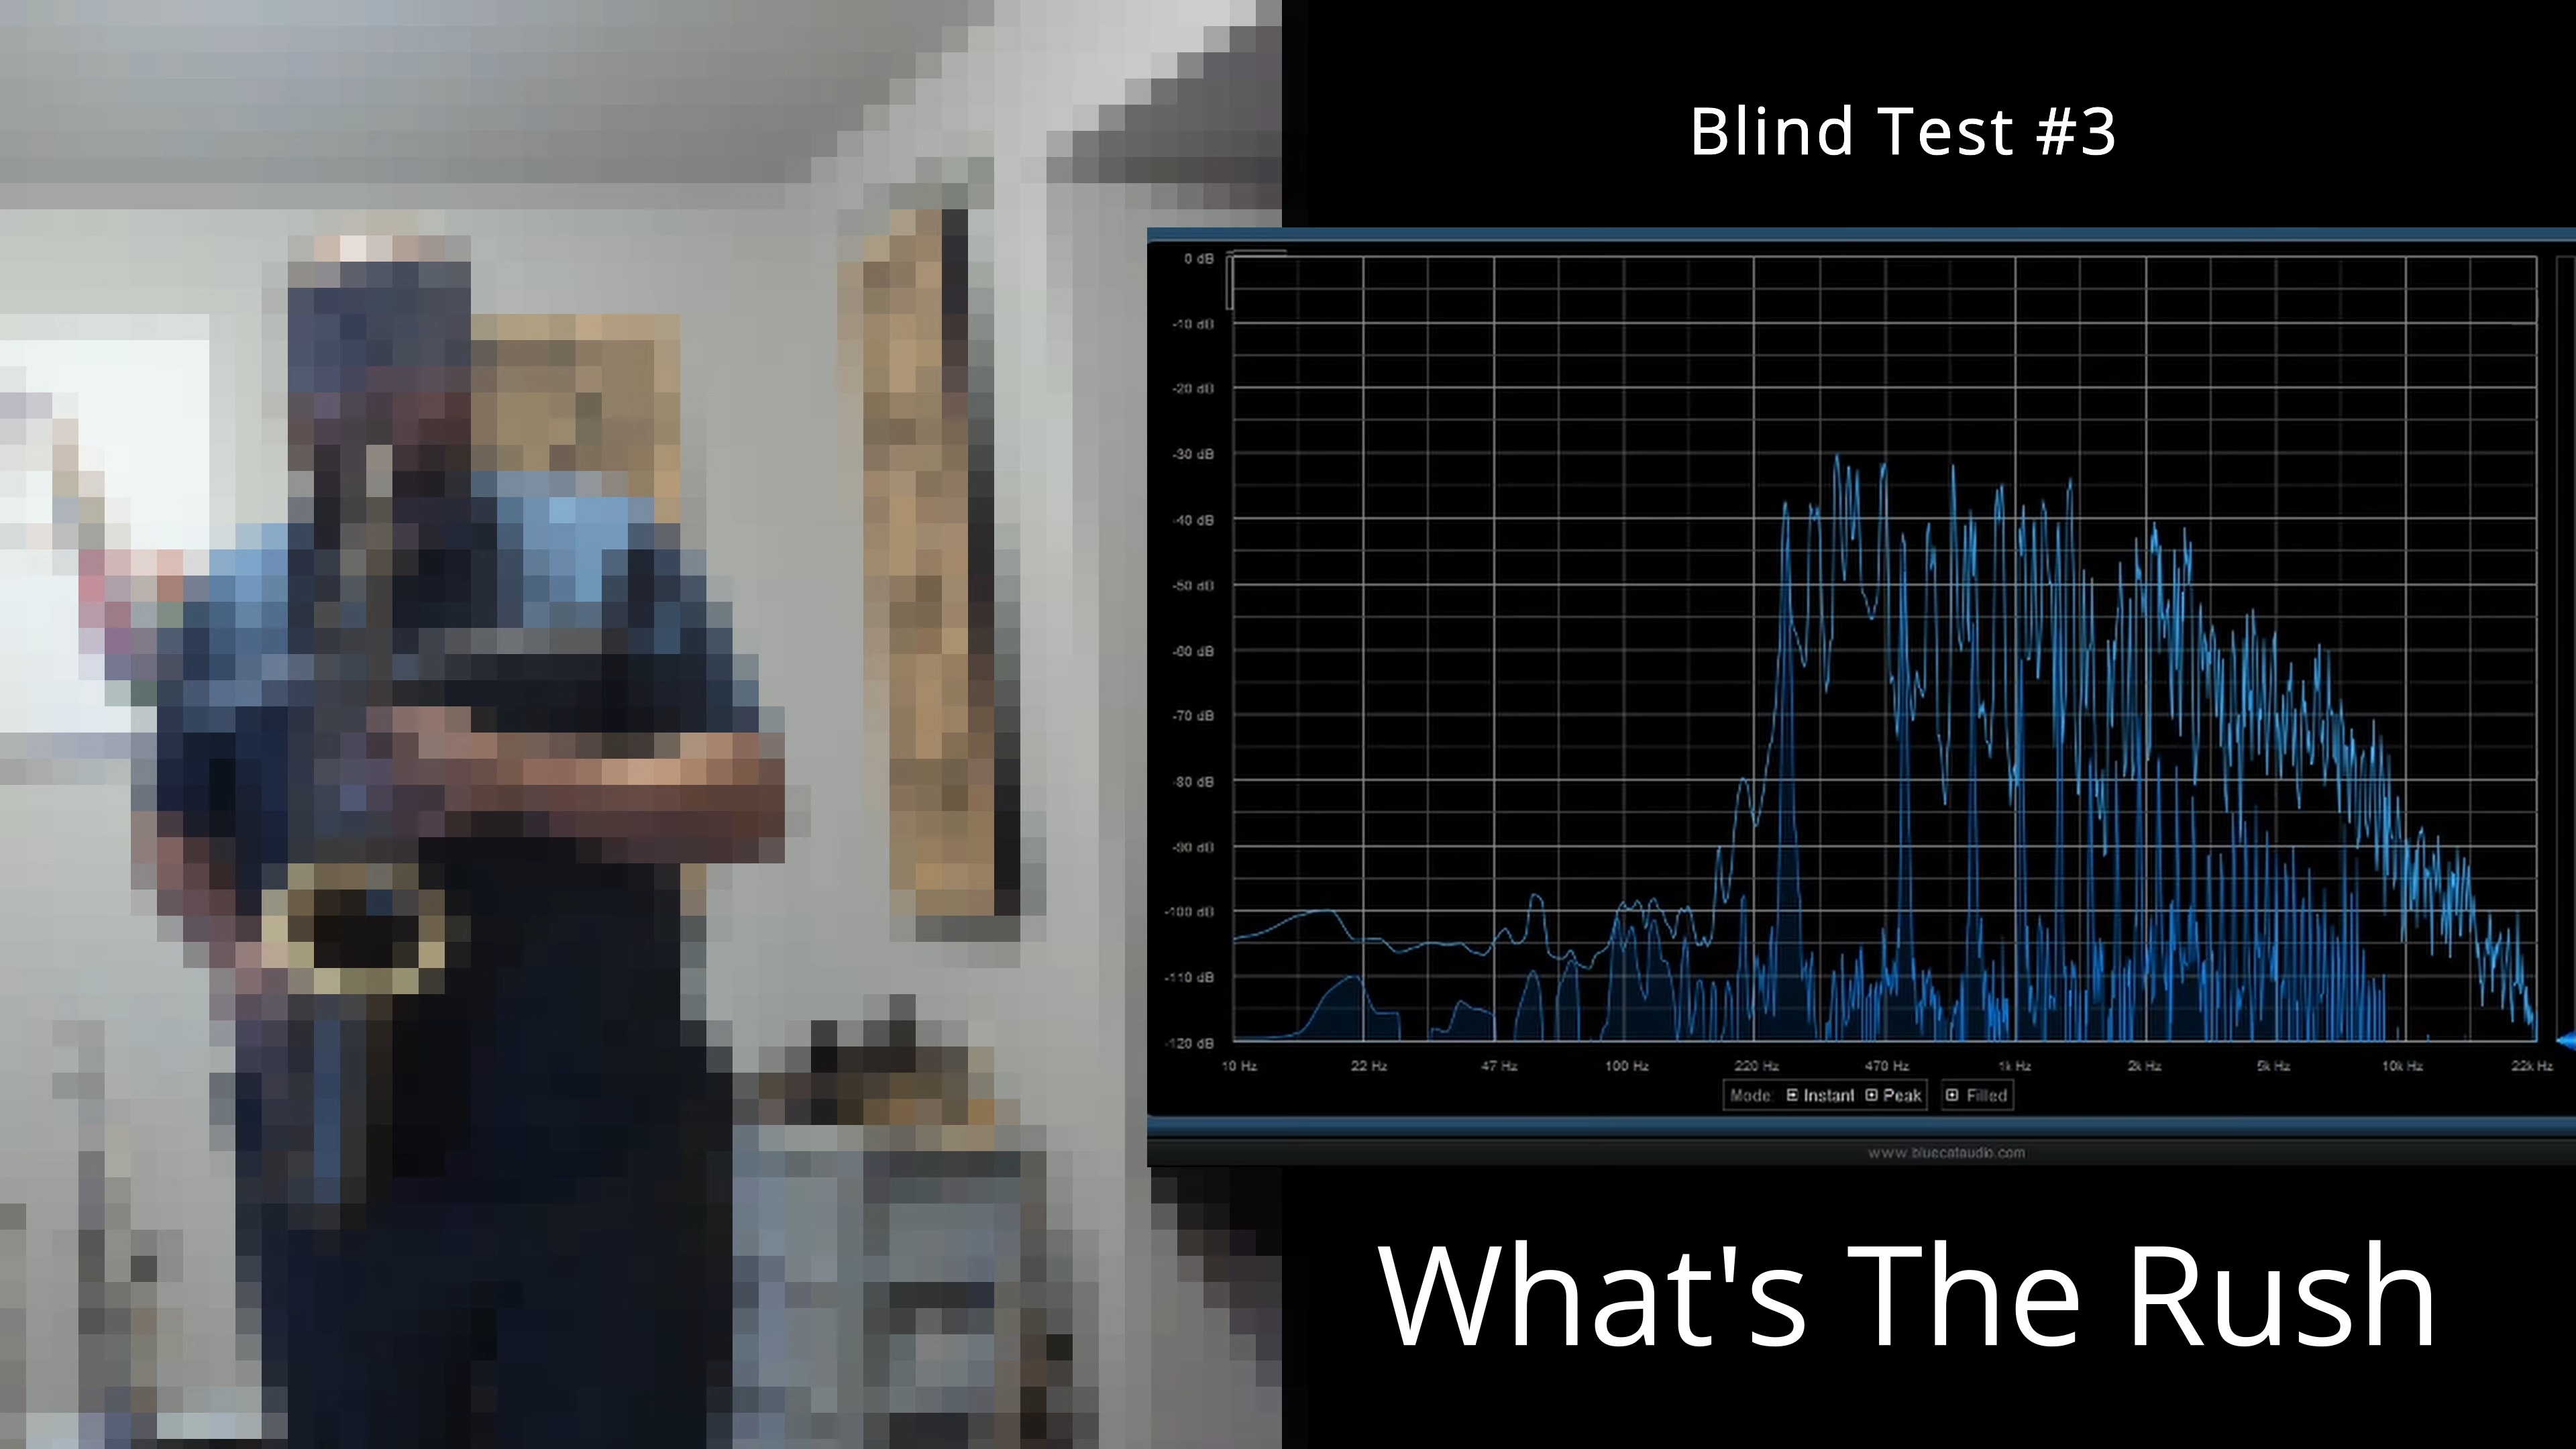 Blind Test #3
0 dB
-10 dB
-20 dB
-30 dB
-40 dB
-50 dB
-60 dB
-70 dB
-80 dB
-90 dB
-100 dB
-110 dB
-120 dB
10 Hz 22 Hz 47 Hz 100 Hz 220 Hz 470 Hz 1k Hz 2k Hz 5k Hz 10k Hz 22k Hz
Mode: Instant Peak Filled
www.bluecataudio.com
What's The Rush